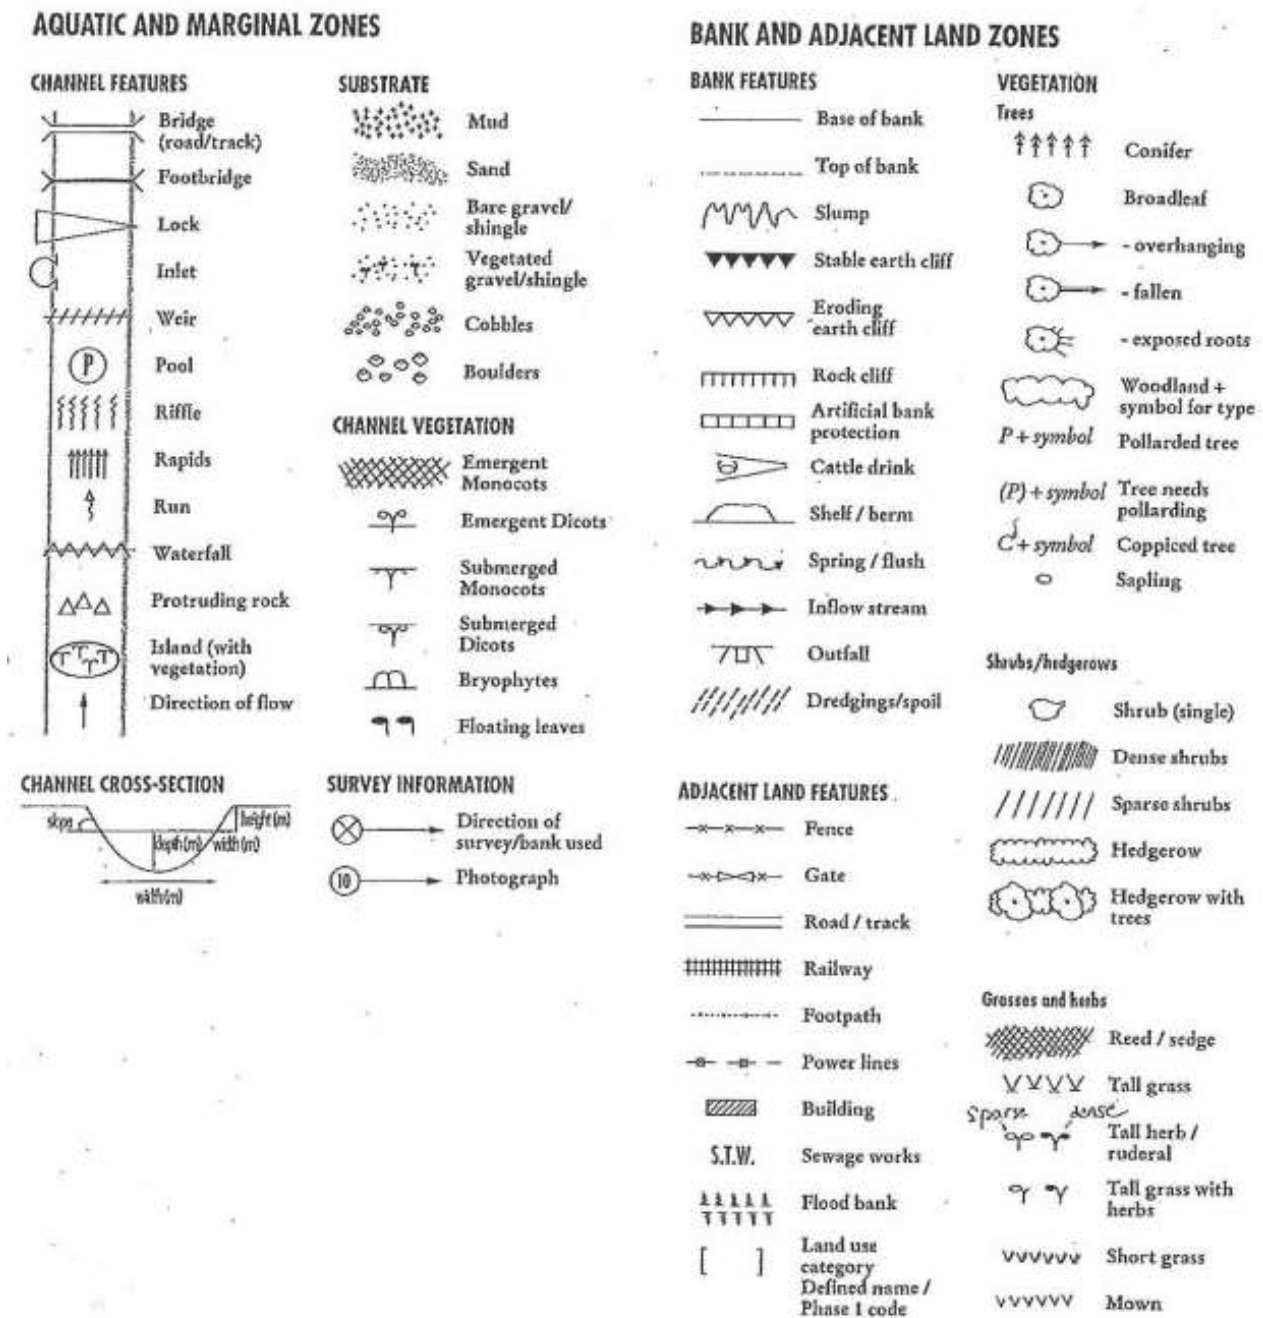 AQUATIC AND MARGINAL ZONES
CHANNEL FEATURES
Bridge
(road/track)
Footbridge
Lock
Inlet
Weir
P
Pool
Riffle
Rapids
Run
Waterfall
Protruding rock
Island (with
vegetation)
Direction of flow
SUBSTRATE
Mud
Sand
Bare gravel/
shingle
Vegetated
gravel/shingle
Cobbles
Boulders
CHANNEL VEGETATION
Emergent
Monocots
Emergent Dicots
Submerged
Monocots
Submerged
Dicots
Bryophytes
Floating leaves
CHANNEL CROSS-SECTION
slope
height(m)
depth(m)
width(m)
width(m)
SURVEY INFORMATION
Direction of
survey/bank used
10
Photograph
BANK AND ADJACENT LAND ZONES
BANK FEATURES
Base of bank
Top of bank
Slump
Stable earth cliff
Eroding
earth cliff
Rock cliff
Artificial bank
protection
Cattle drink
Shelf / berm
Spring / flush
Inflow stream
Outfall
Dredgings/spoil
ADJACENT LAND FEATURES
Fence
Gate
Road / track
Railway
Footpath
Power lines
Building
S.T.W. Sewage works
Flood bank
[ ] Land use
category
Defined name /
Phase 1 code
VEGETATION
Trees
Conifer
Broadleaf
- overhanging
- fallen
- exposed roots
Woodland +
symbol for type
P + symbol Pollarded tree
(P) + symbol Tree needs
pollarding
C + symbol Coppiced tree
Sapling
Shrubs/hedgerows
Shrub (single)
Dense shrubs
Sparse shrubs
Hedgerow
Hedgerow with
trees
Grasses and herbs
Reed / sedge
Tall grass
sparse dense
Tall herb /
ruderal
Tall grass with
herbs
Short grass
Mown